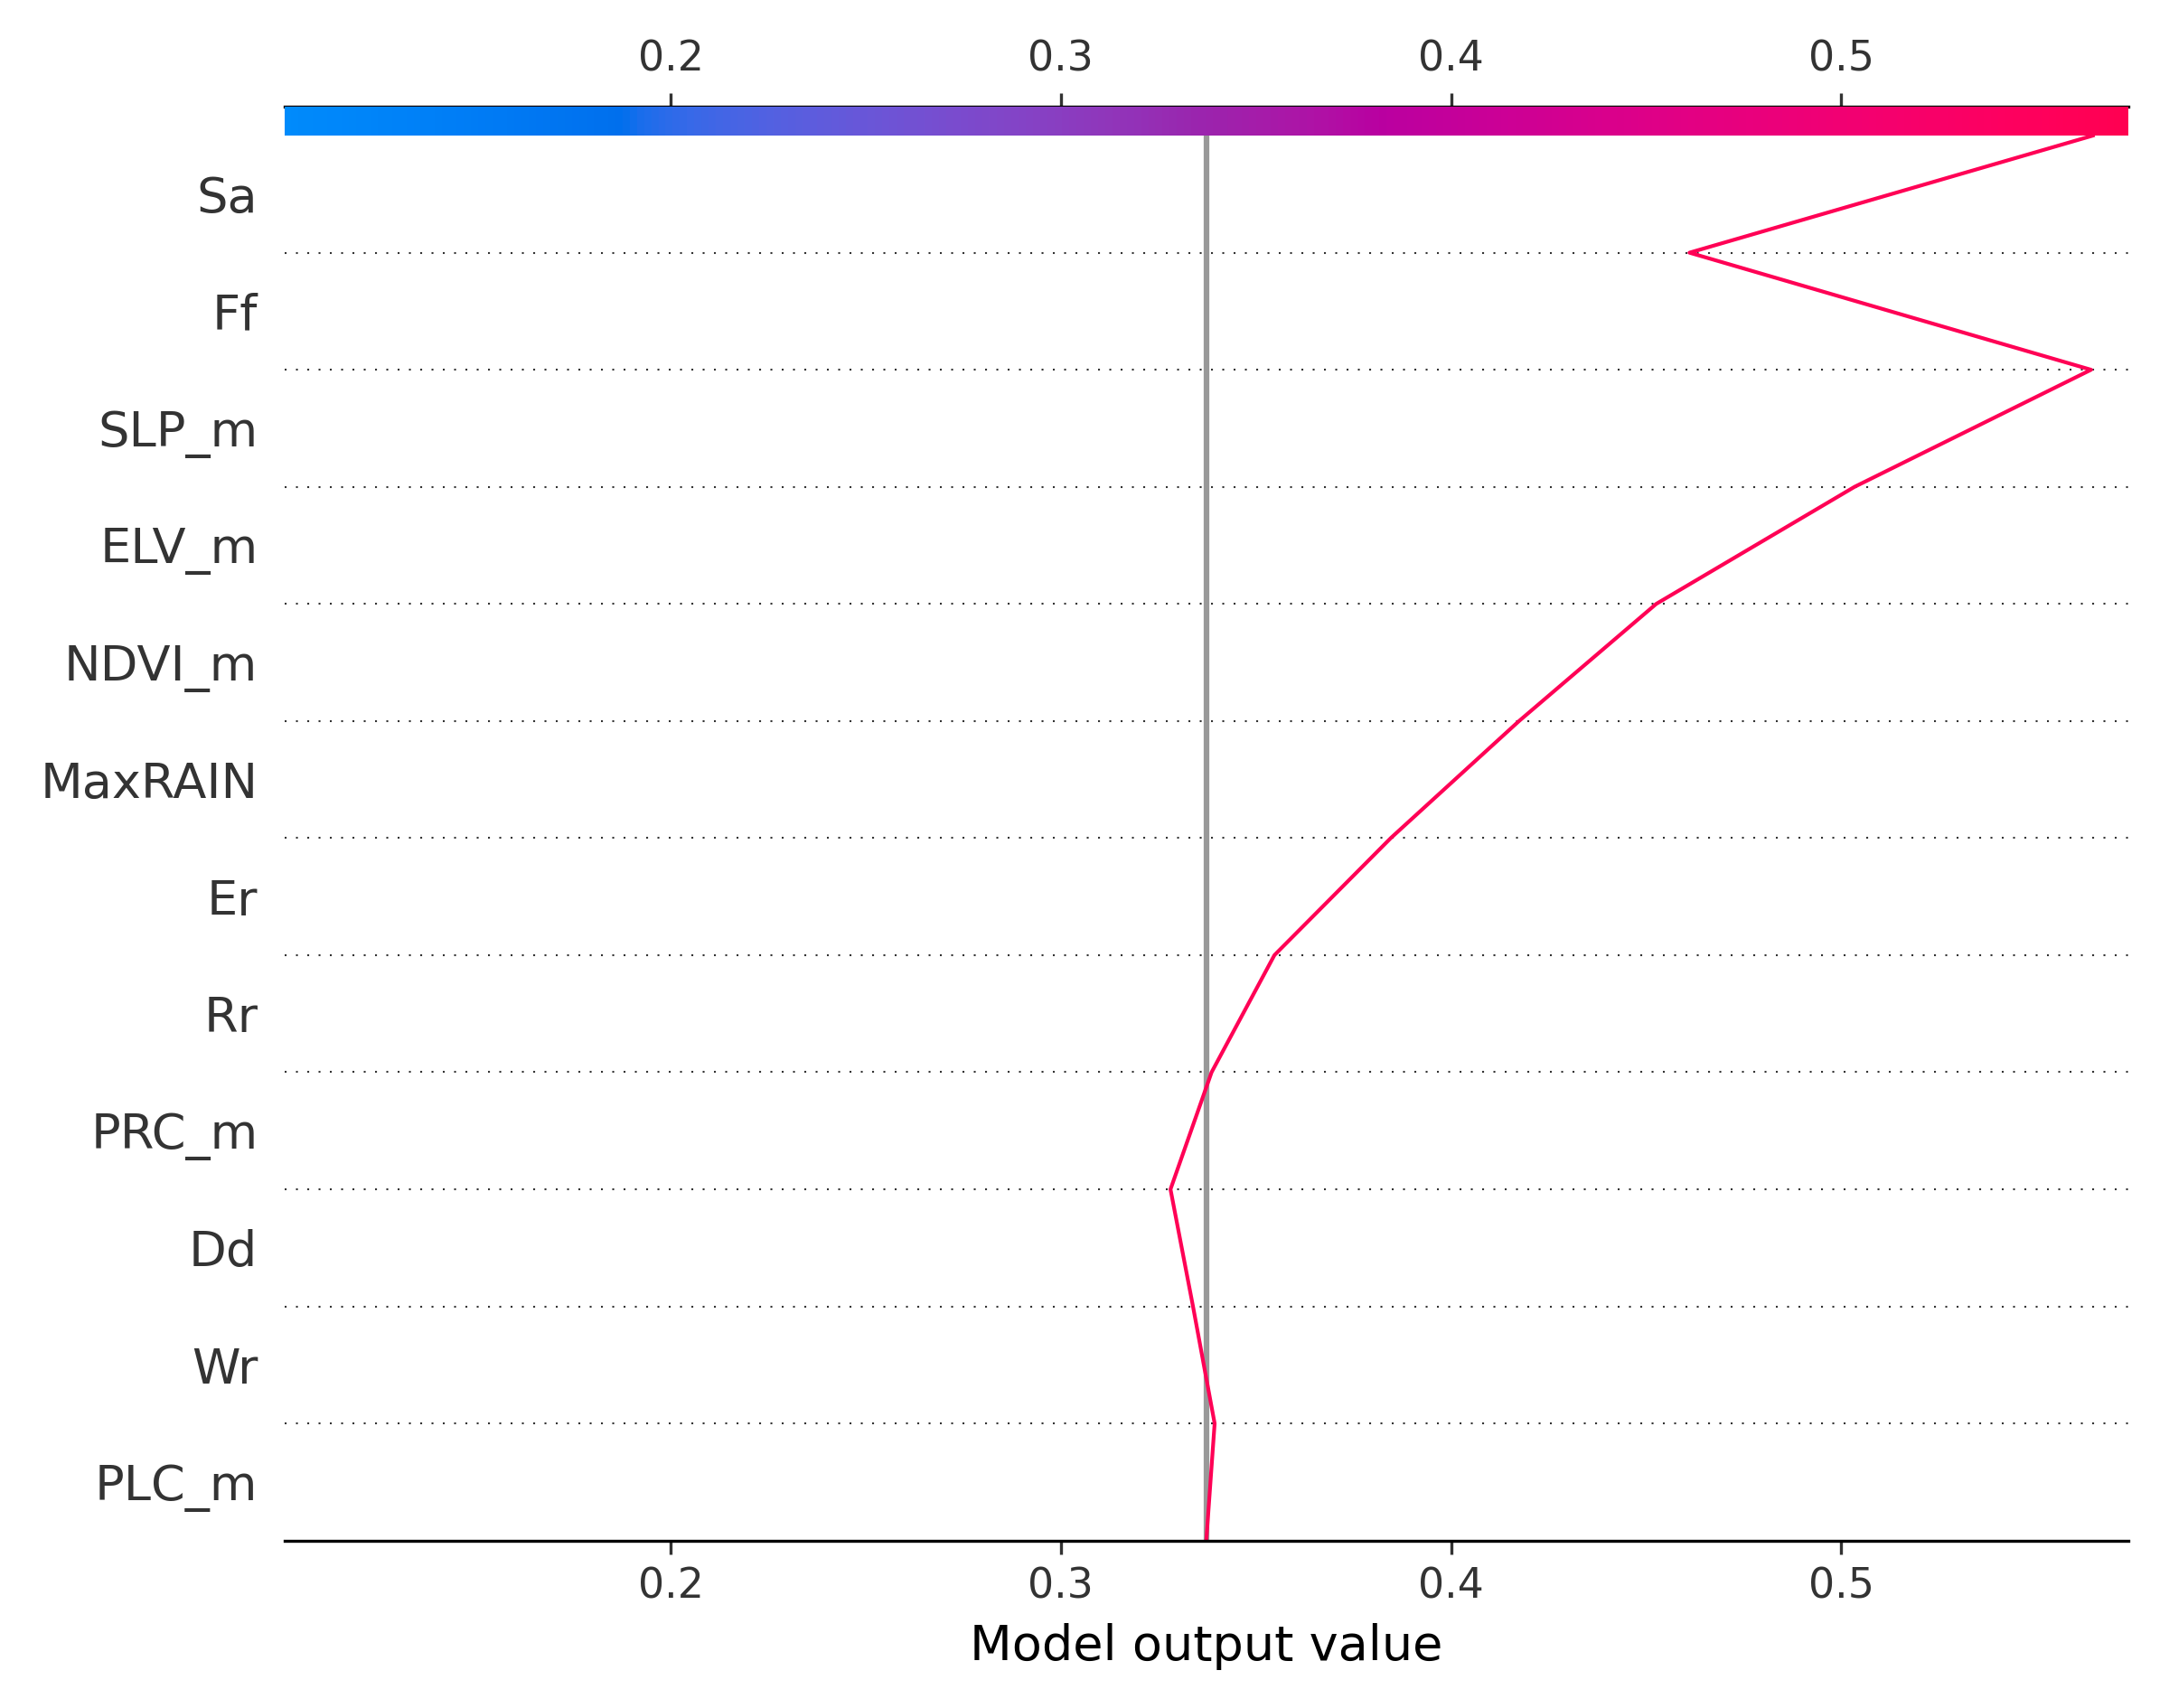 0.2 0.3 0.4 0.5
Sa
Ff
SLP_m
ELV_m
NDVI_m
MaxRAIN
Er
Rr
PRC_m
Dd
Wr
PLC_m
0.2 0.3 0.4 0.5
Model output value